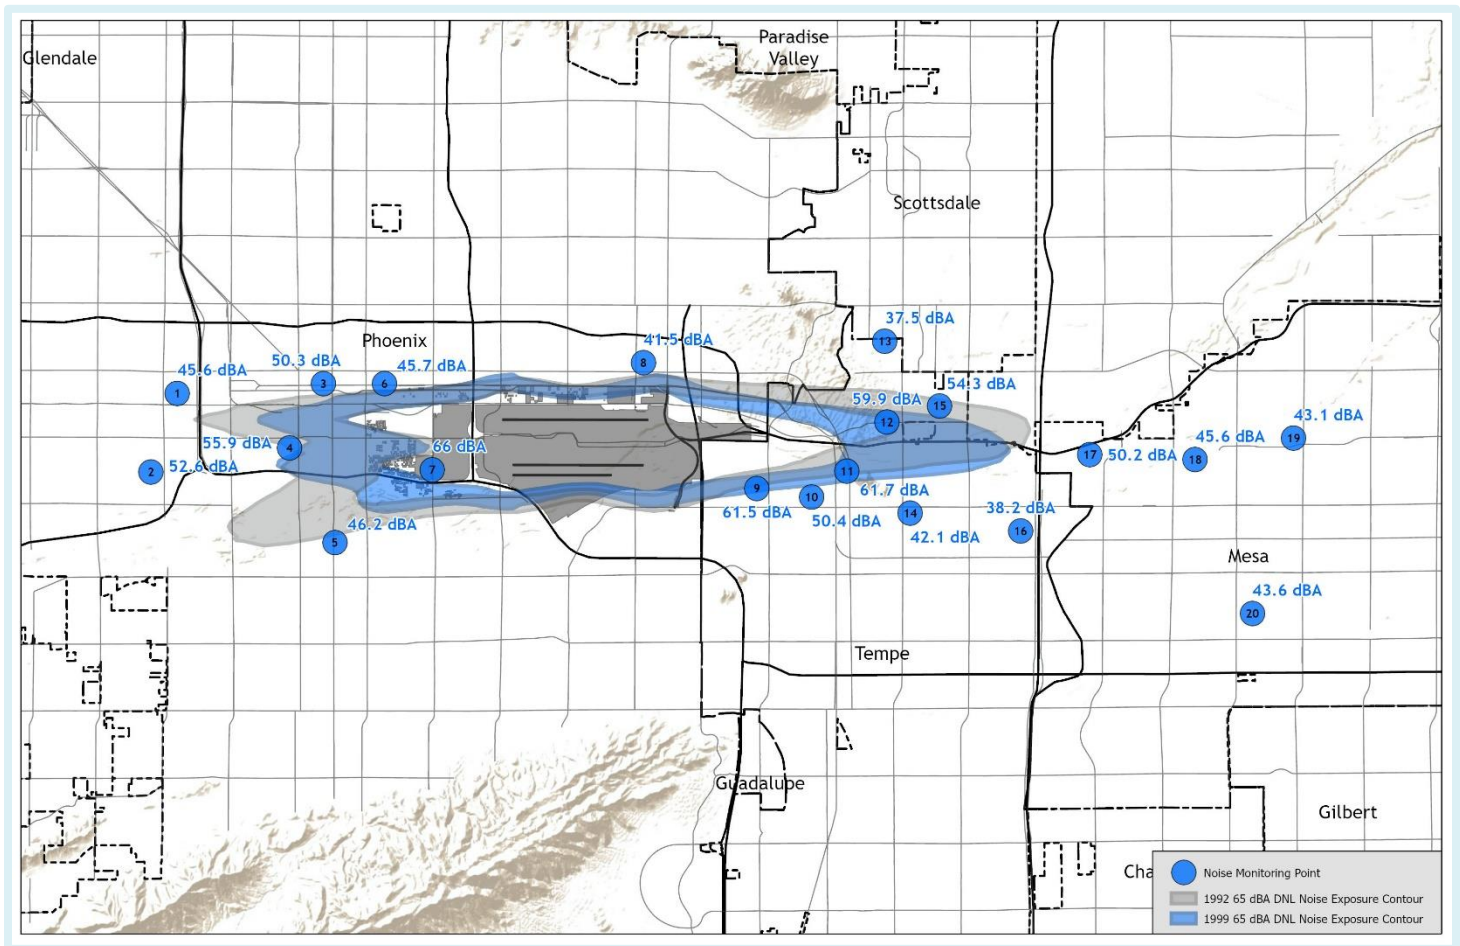 Glendale
Paradise
Valley
Scottsdale
37.5 dBA
13
Phoenix
41.5 dBA
8
45.6 dBA
1
50.3 dBA
3
45.7 dBA
6
54.3 dBA
15
59.9 dBA
12
43.1 dBA
19
55.9 dBA
4
66 dBA
7
52.6 dBA
2
45.6 dBA
18
50.2 dBA
17
11
61.7 dBA
9
61.5 dBA
10
50.4 dBA
14
42.1 dBA
38.2 dBA
16
46.2 dBA
5
Mesa
43.6 dBA
20
Tempe
Guadalupe
Gilbert
Cha
Noise Monitoring Point
1992 65 dBA DNL Noise Exposure Contour
1999 65 dBA DNL Noise Exposure Contour